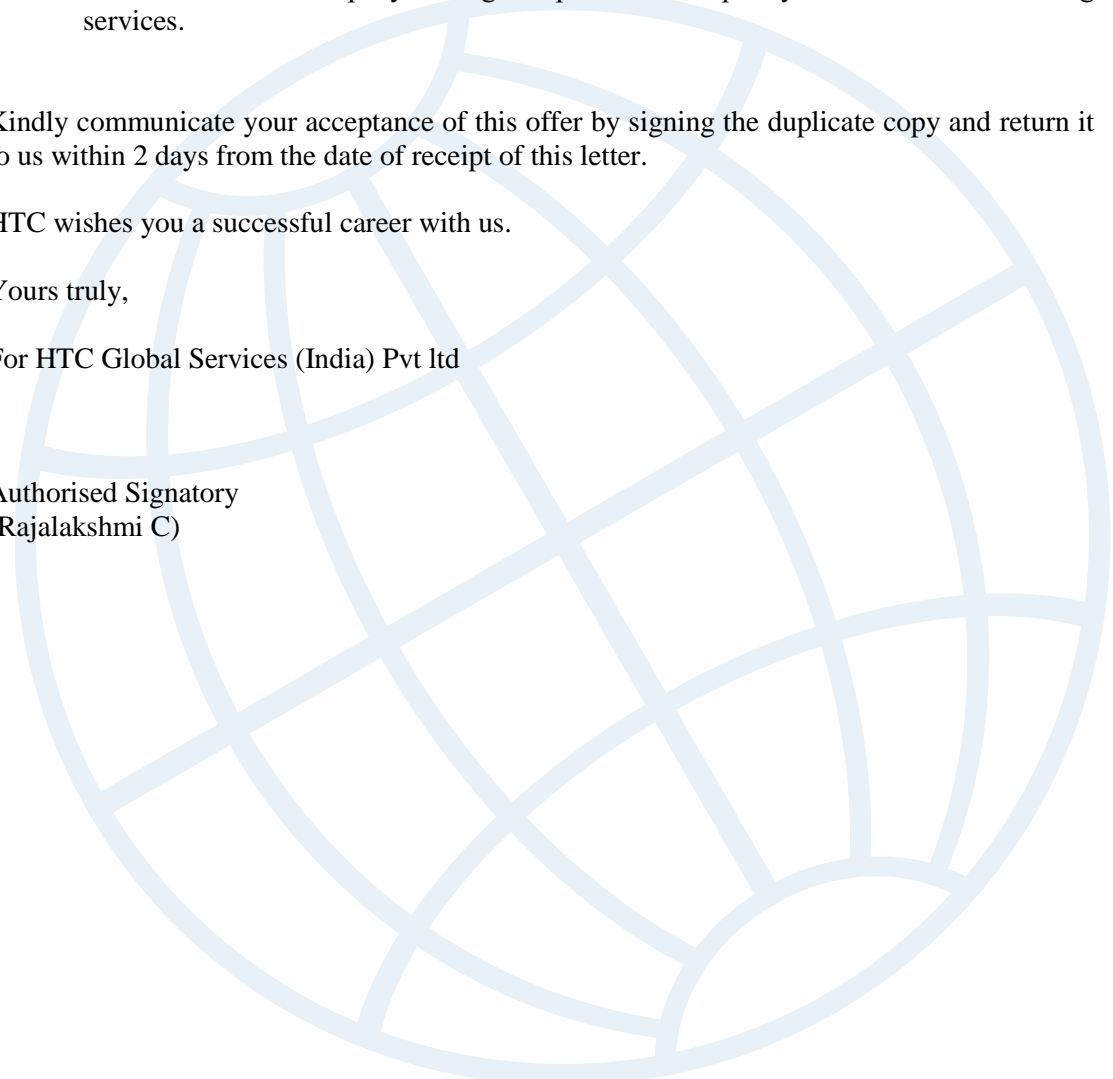 services.
Kindly communicate your acceptance of this offer by signing the duplicate copy and return it
to us within 2 days from the date of receipt of this letter.
HTC wishes you a successful career with us.
Yours truly,
For HTC Global Services (India) Pvt ltd
Authorised Signatory
(Rajalakshmi C)